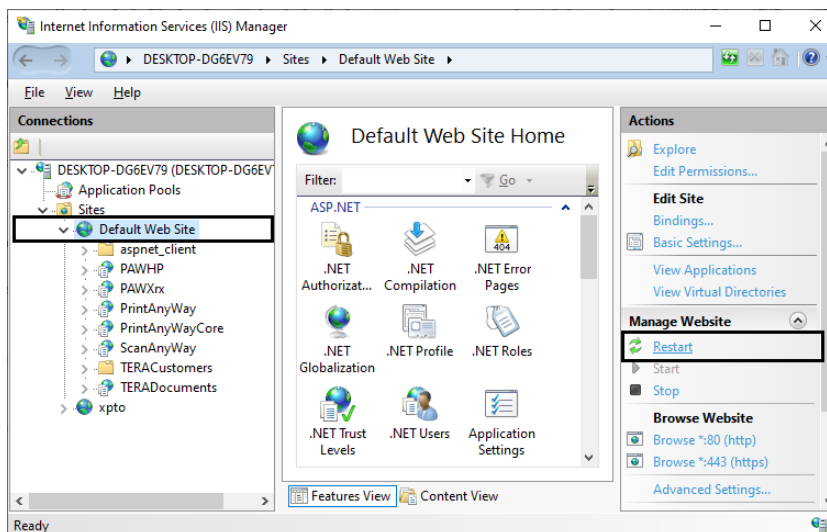 Internet Information Services (IIS) Manager
DESKTOP-DG6EV79 Sites Default Web Site
File View Help
Connections
DESKTOP-DG6EV79 (DESKTOP-DG6EV
Application Pools
Sites
Default Web Site
aspnet_client
PAWHP
PAWXrx
PrintAnyWay
PrintAnyWayCore
ScanAnyWay
TERACustomers
TERADocuments
xpto
Default Web Site Home
Filter: Go
ASP.NET
.NET Authorizat...
.NET Compilation
404
.NET Error Pages
.NET Globalization
.NET Profile
.NET Roles
.NET Trust Levels
.NET Users
Application Settings
Features View Content View
Actions
Explore
Edit Permissions...
Edit Site
Bindings...
Basic Settings...
View Applications
View Virtual Directories
Manage Website
Restart
Start
Stop
Browse Website
Browse *:80 (http)
Browse *:443 (https)
Advanced Settings...
Ready